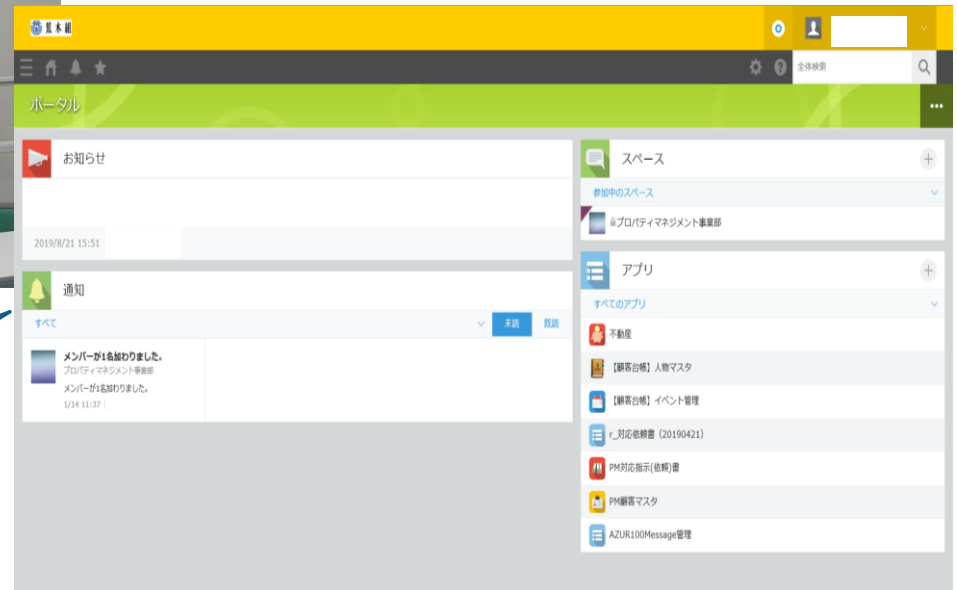 荒木組
全体検索
ポータル
お知らせ
2019/8/21 15:51
通知
すべて
未読
既読
メンバーが1名加わりました。
プロパティマネジメント事業部
メンバーが1名加わりました。
1/14 11:37
スペース
参加中のスペース
プロパティマネジメント事業部
アプリ
すべてのアプリ
不動産
【顧客台帳】人物マスタ
【顧客台帳】イベント管理
r_対応依頼書（20190421）
PM対応指示(依頼)書
PM顧客マスタ
AZUR100Message管理